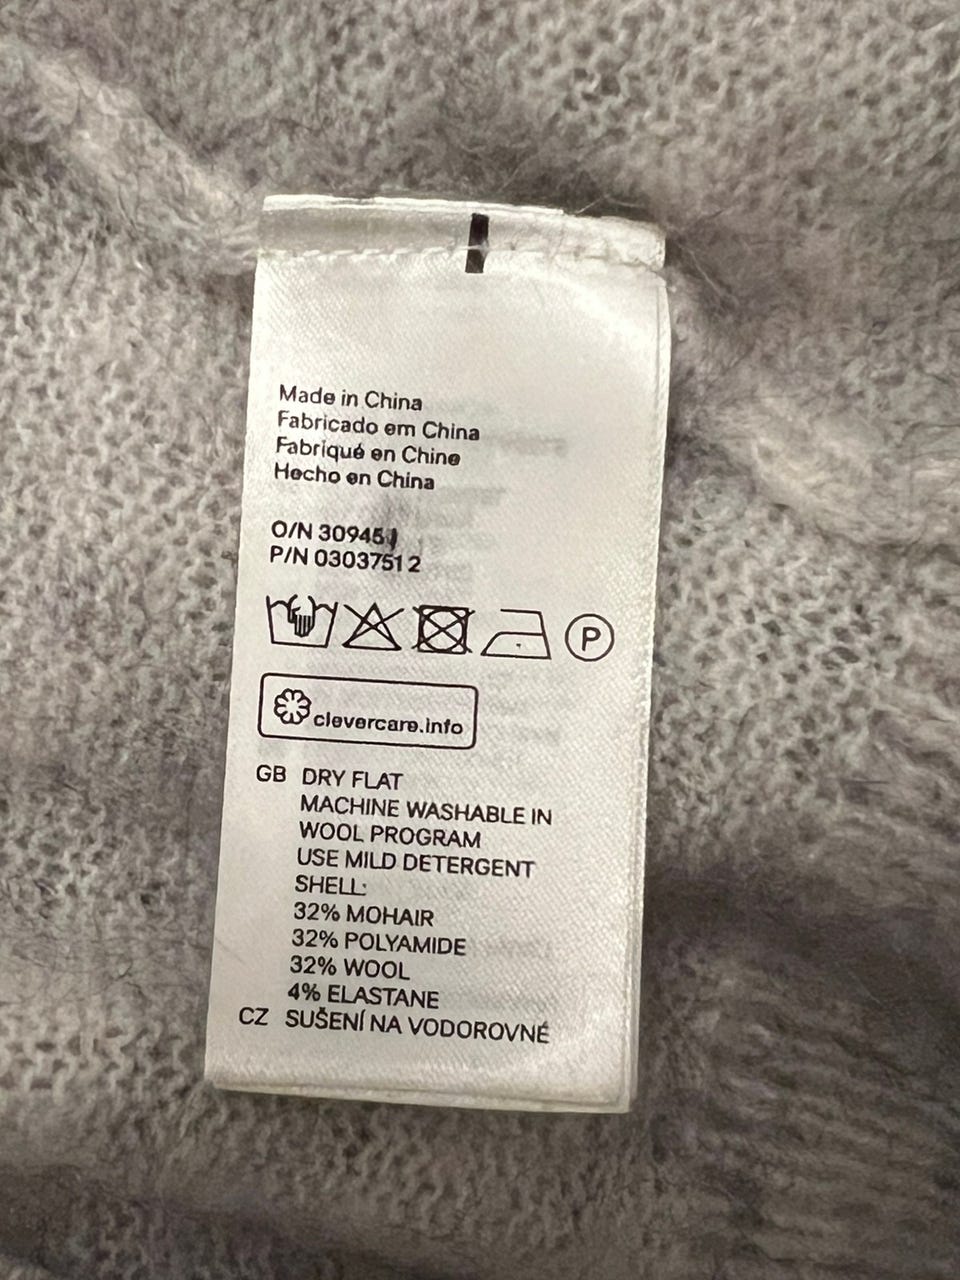 Made in China
Fabricado em China
Fabriqué en Chine
Hecho en China
O/N 309451
P/N 03037512
P
clevercare.info
GB DRY FLAT
MACHINE WASHABLE IN
WOOL PROGRAM
USE MILD DETERGENT
SHELL:
32% MOHAIR
32% POLYAMIDE
32% WOOL
4% ELASTANE
CZ SUŠENÍ NA VODOROVNÉ